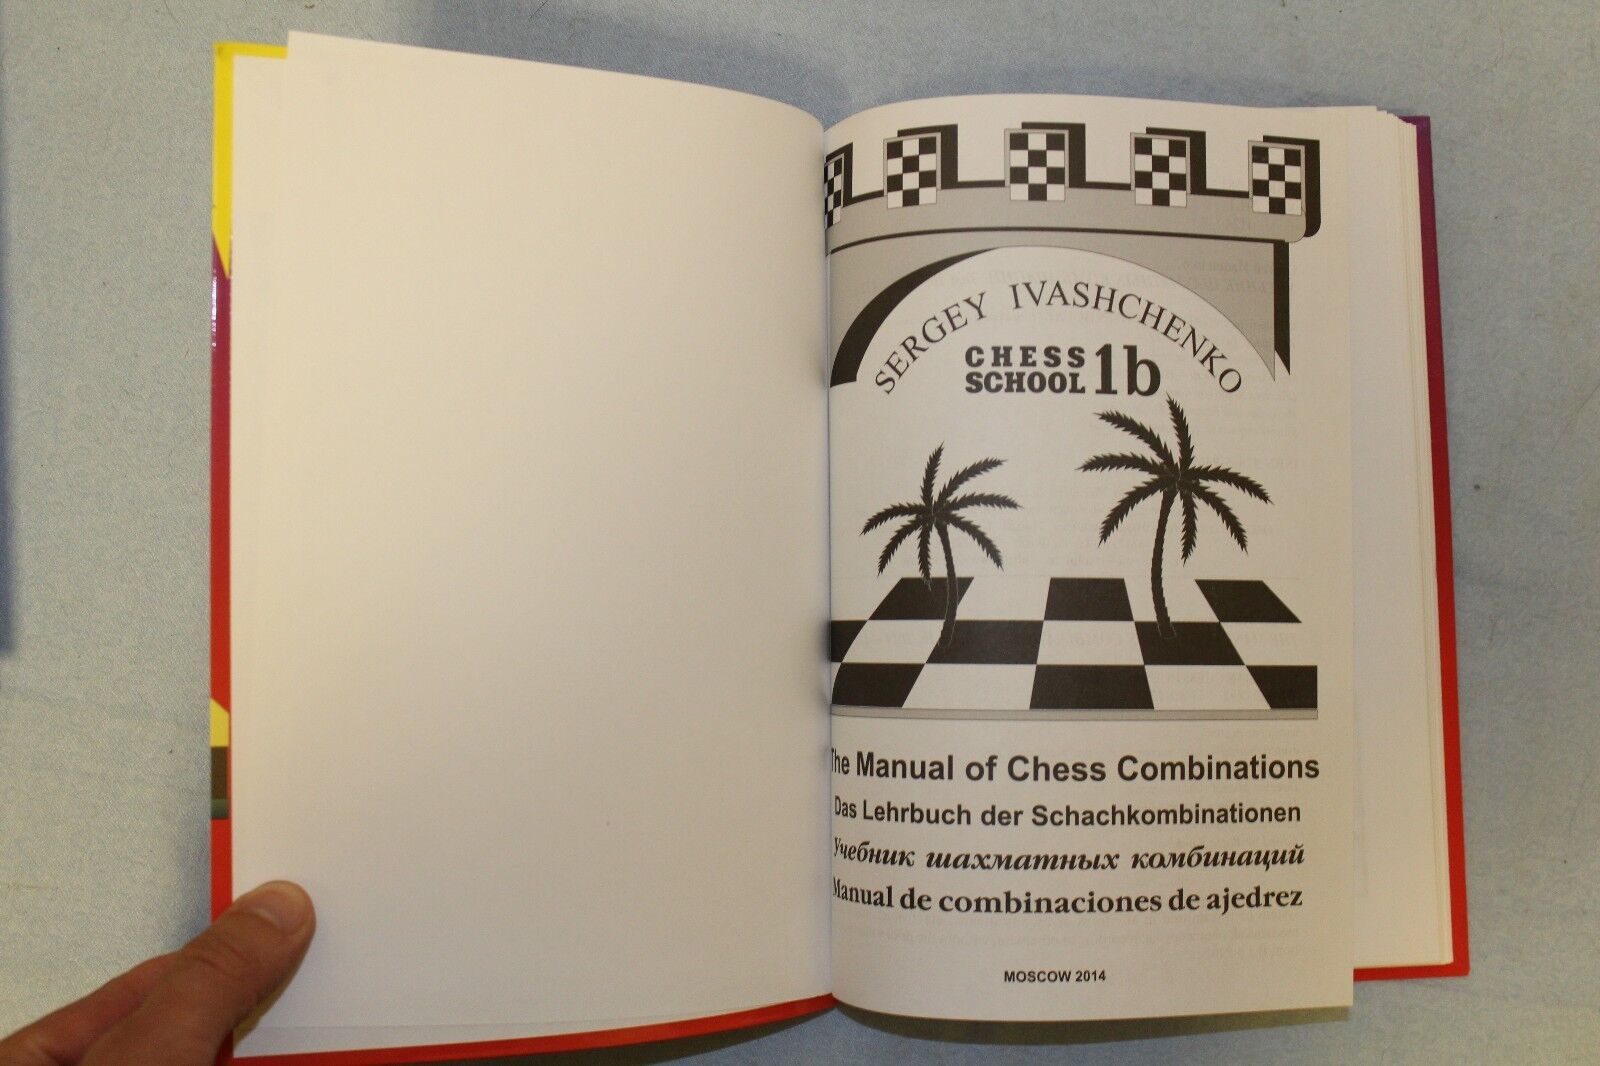 SERGEY IVASHCHENKO
CHESS
SCHOOL 1b
The Manual of Chess Combinations
Das Lehrbuch der Schachkombinationen
Учебник шахматных комбинаций
Manual de combinaciones de ajedrez
MOSCOW 2014